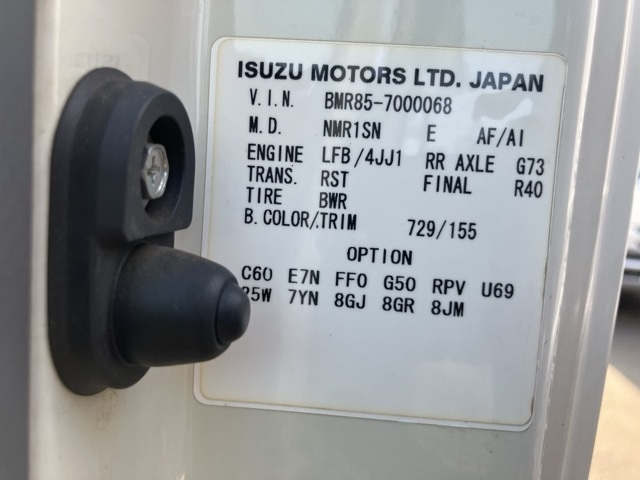 ISUZU MOTORS LTD. JAPAN
V.I.N. BMR85-7000068
M.D. NMR1SN E AF/AI
ENGINE LFB/4JJ1 RR AXLE G73
TRANS. RST FINAL R40
TIRE BWR
B.COLOR/TRIM 729/155
OPTION
C60 E7N FF0 G50 RPV U69
7YN 8GJ 8GR 8JM